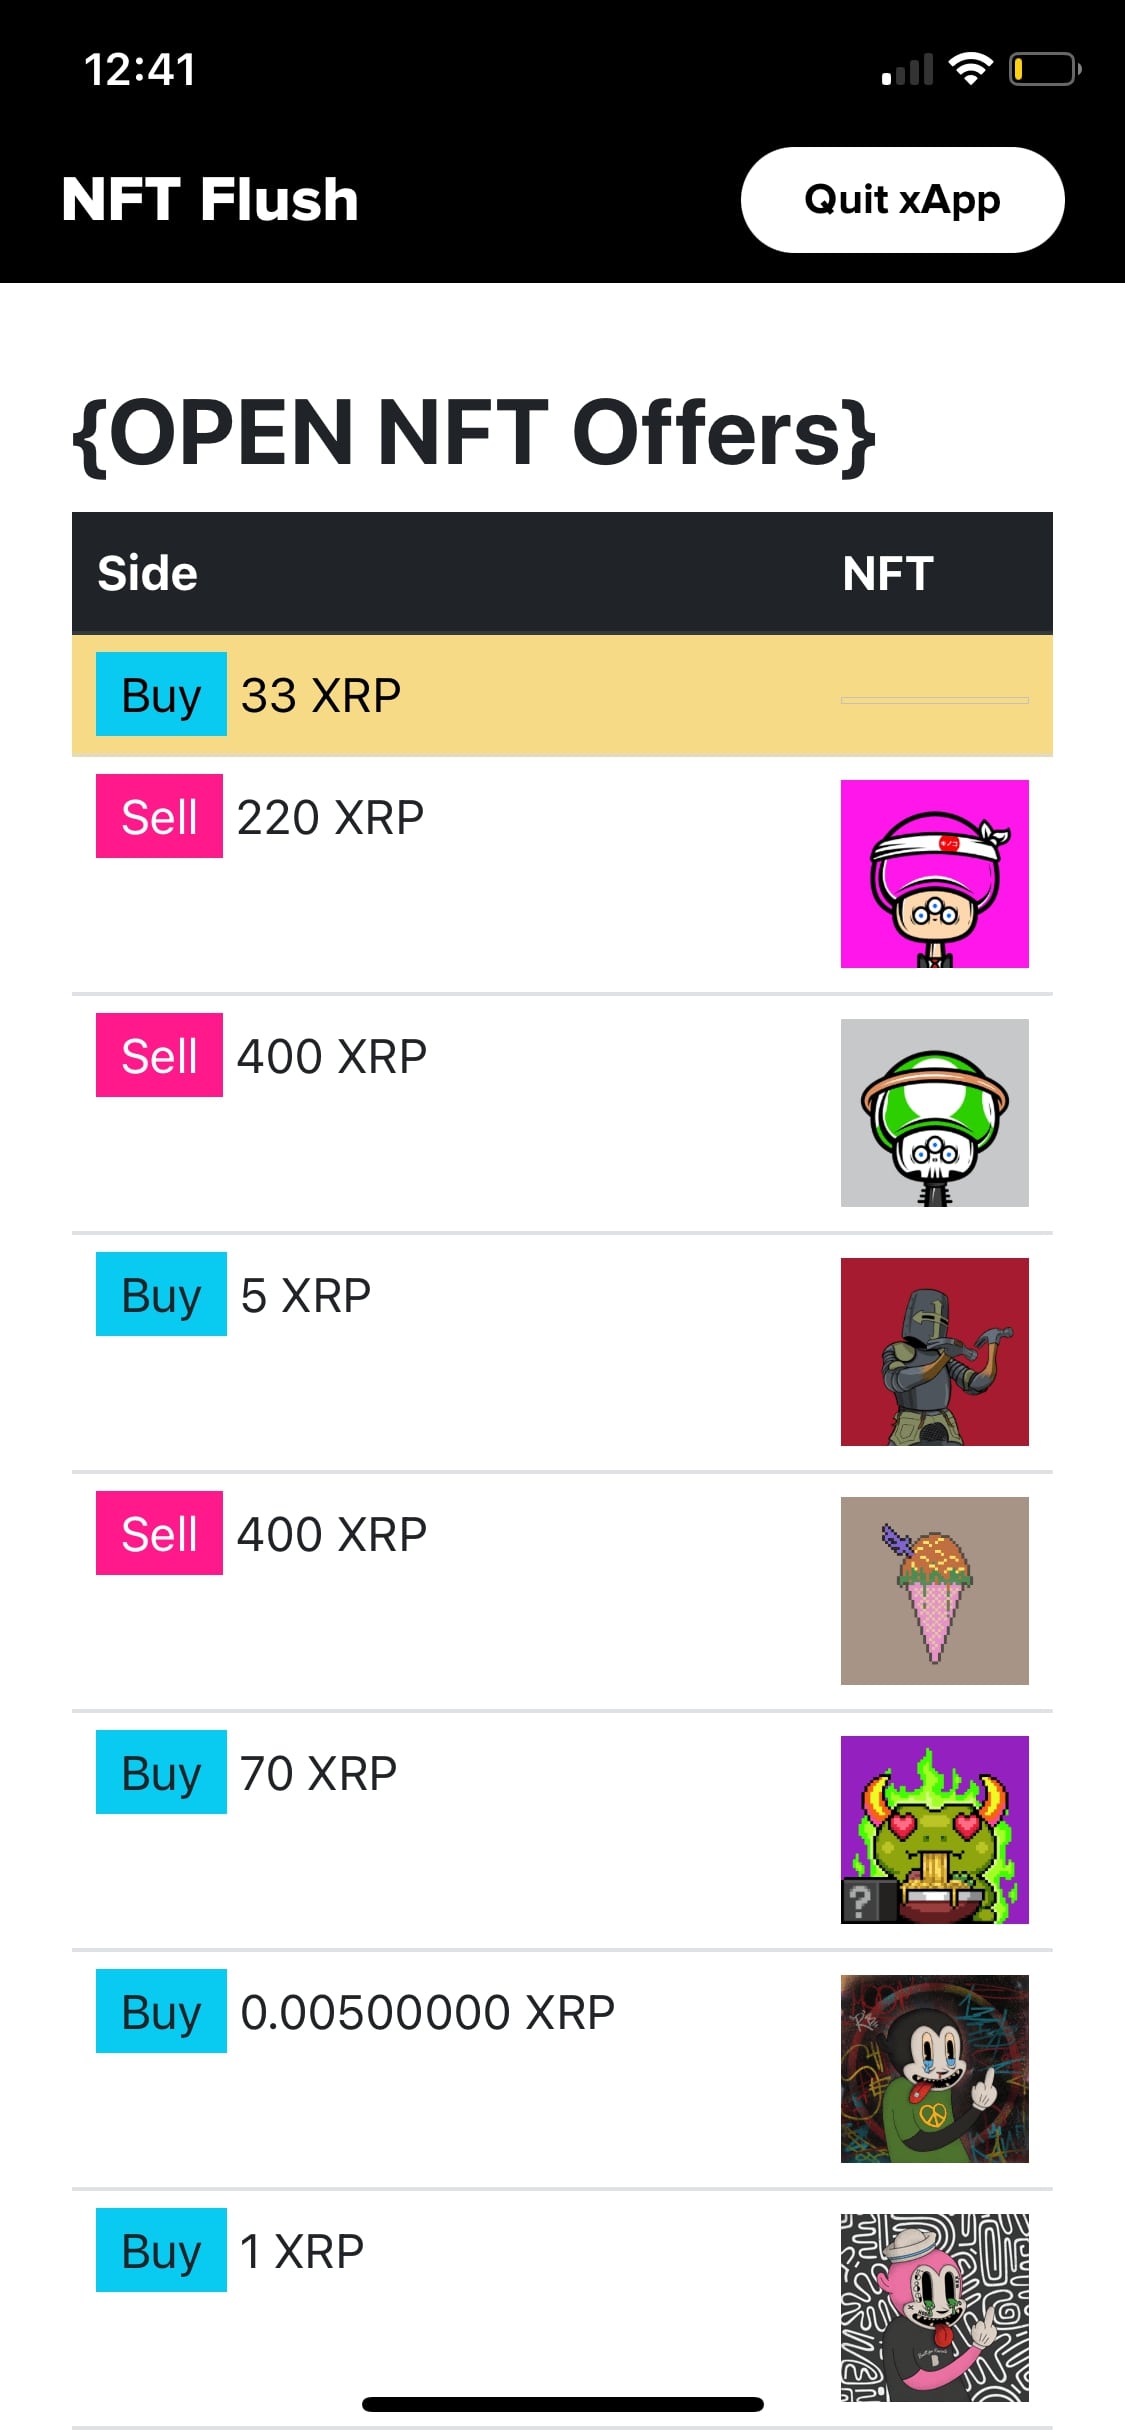 12:41
NFT Flush
Quit xApp
{OPEN NFT Offers}
Side NFT
Buy 33 XRP
Sell 220 XRP
Sell 400 XRP
Buy 5 XRP
Sell 400 XRP
Buy 70 XRP
?
Buy 0.00500000 XRP
Buy 1 XRP